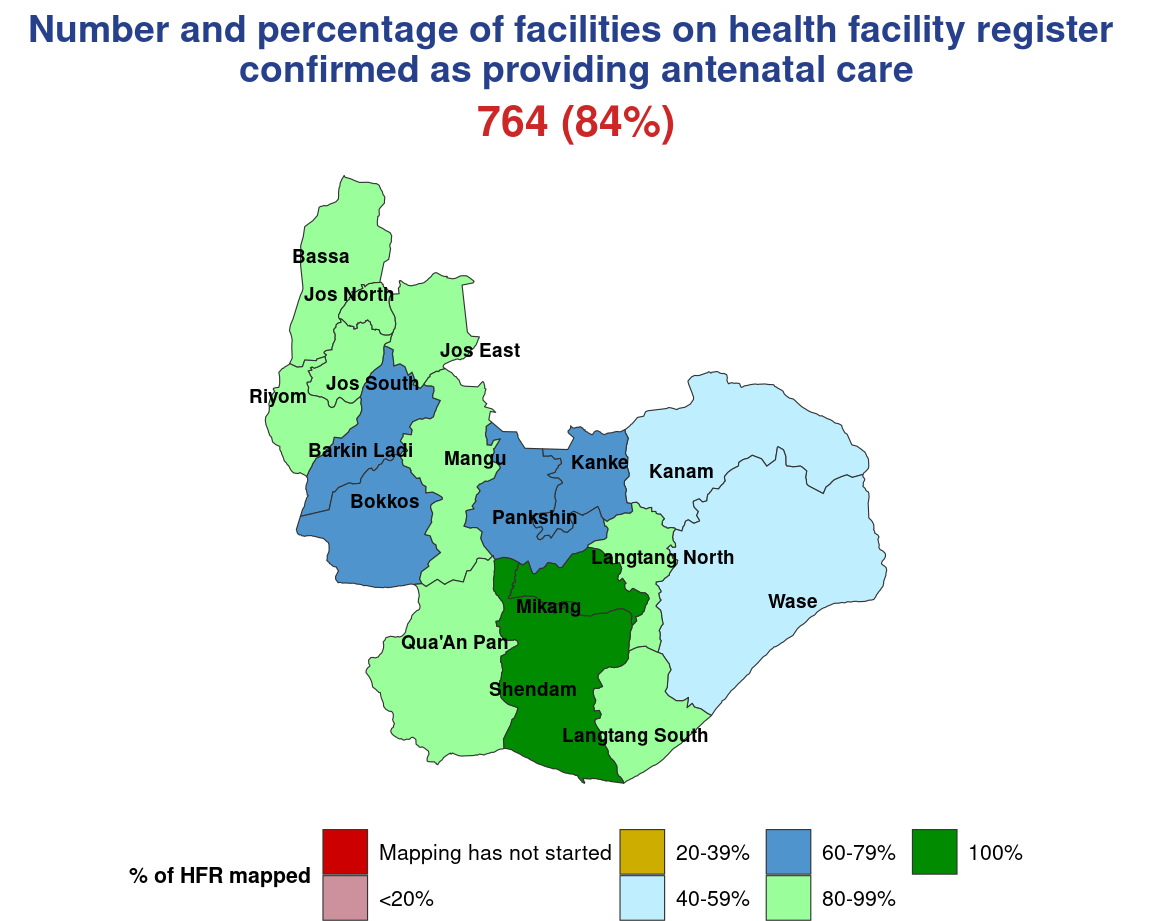 Number and percentage of facilities on health facility register
confirmed as providing antenatal care
764 (84%)
Bassa
Jos North
Jos East
Jos South
Riyom
Barkin Ladi
Mangu
Kanke
Kanam
Bokkos
Pankshin
Langtang North
Wase
Mikang
Qua'An Pan
Shendam
Langtang South
% of HFR mapped
Mapping has not started
<20%
20-39%
40-59%
60-79%
80-99%
100%